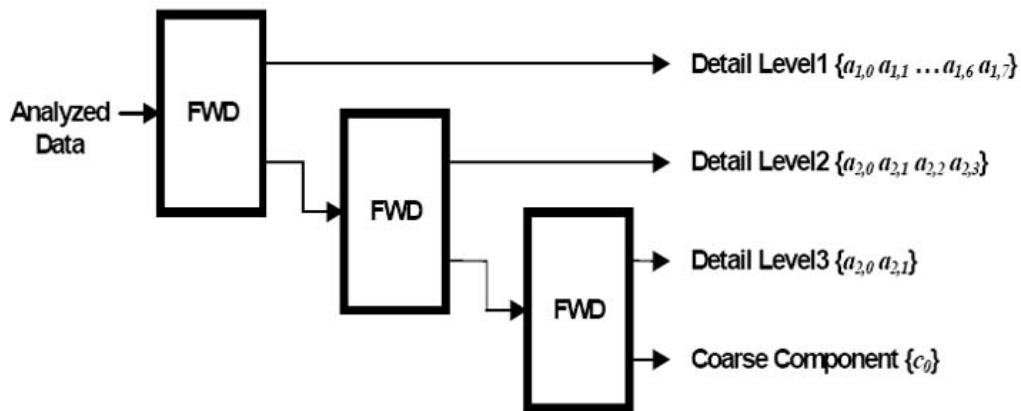 Detail Level1 {a1,0 a1,1 ...a1,6 a1,7}
Analyzed
Data
FWD
Detail Level2 {a2,0 a2,1 a2,2 a2,3}
FWD
Detail Level3 {a2,0 a2,1}
FWD
Coarse Component {c0}